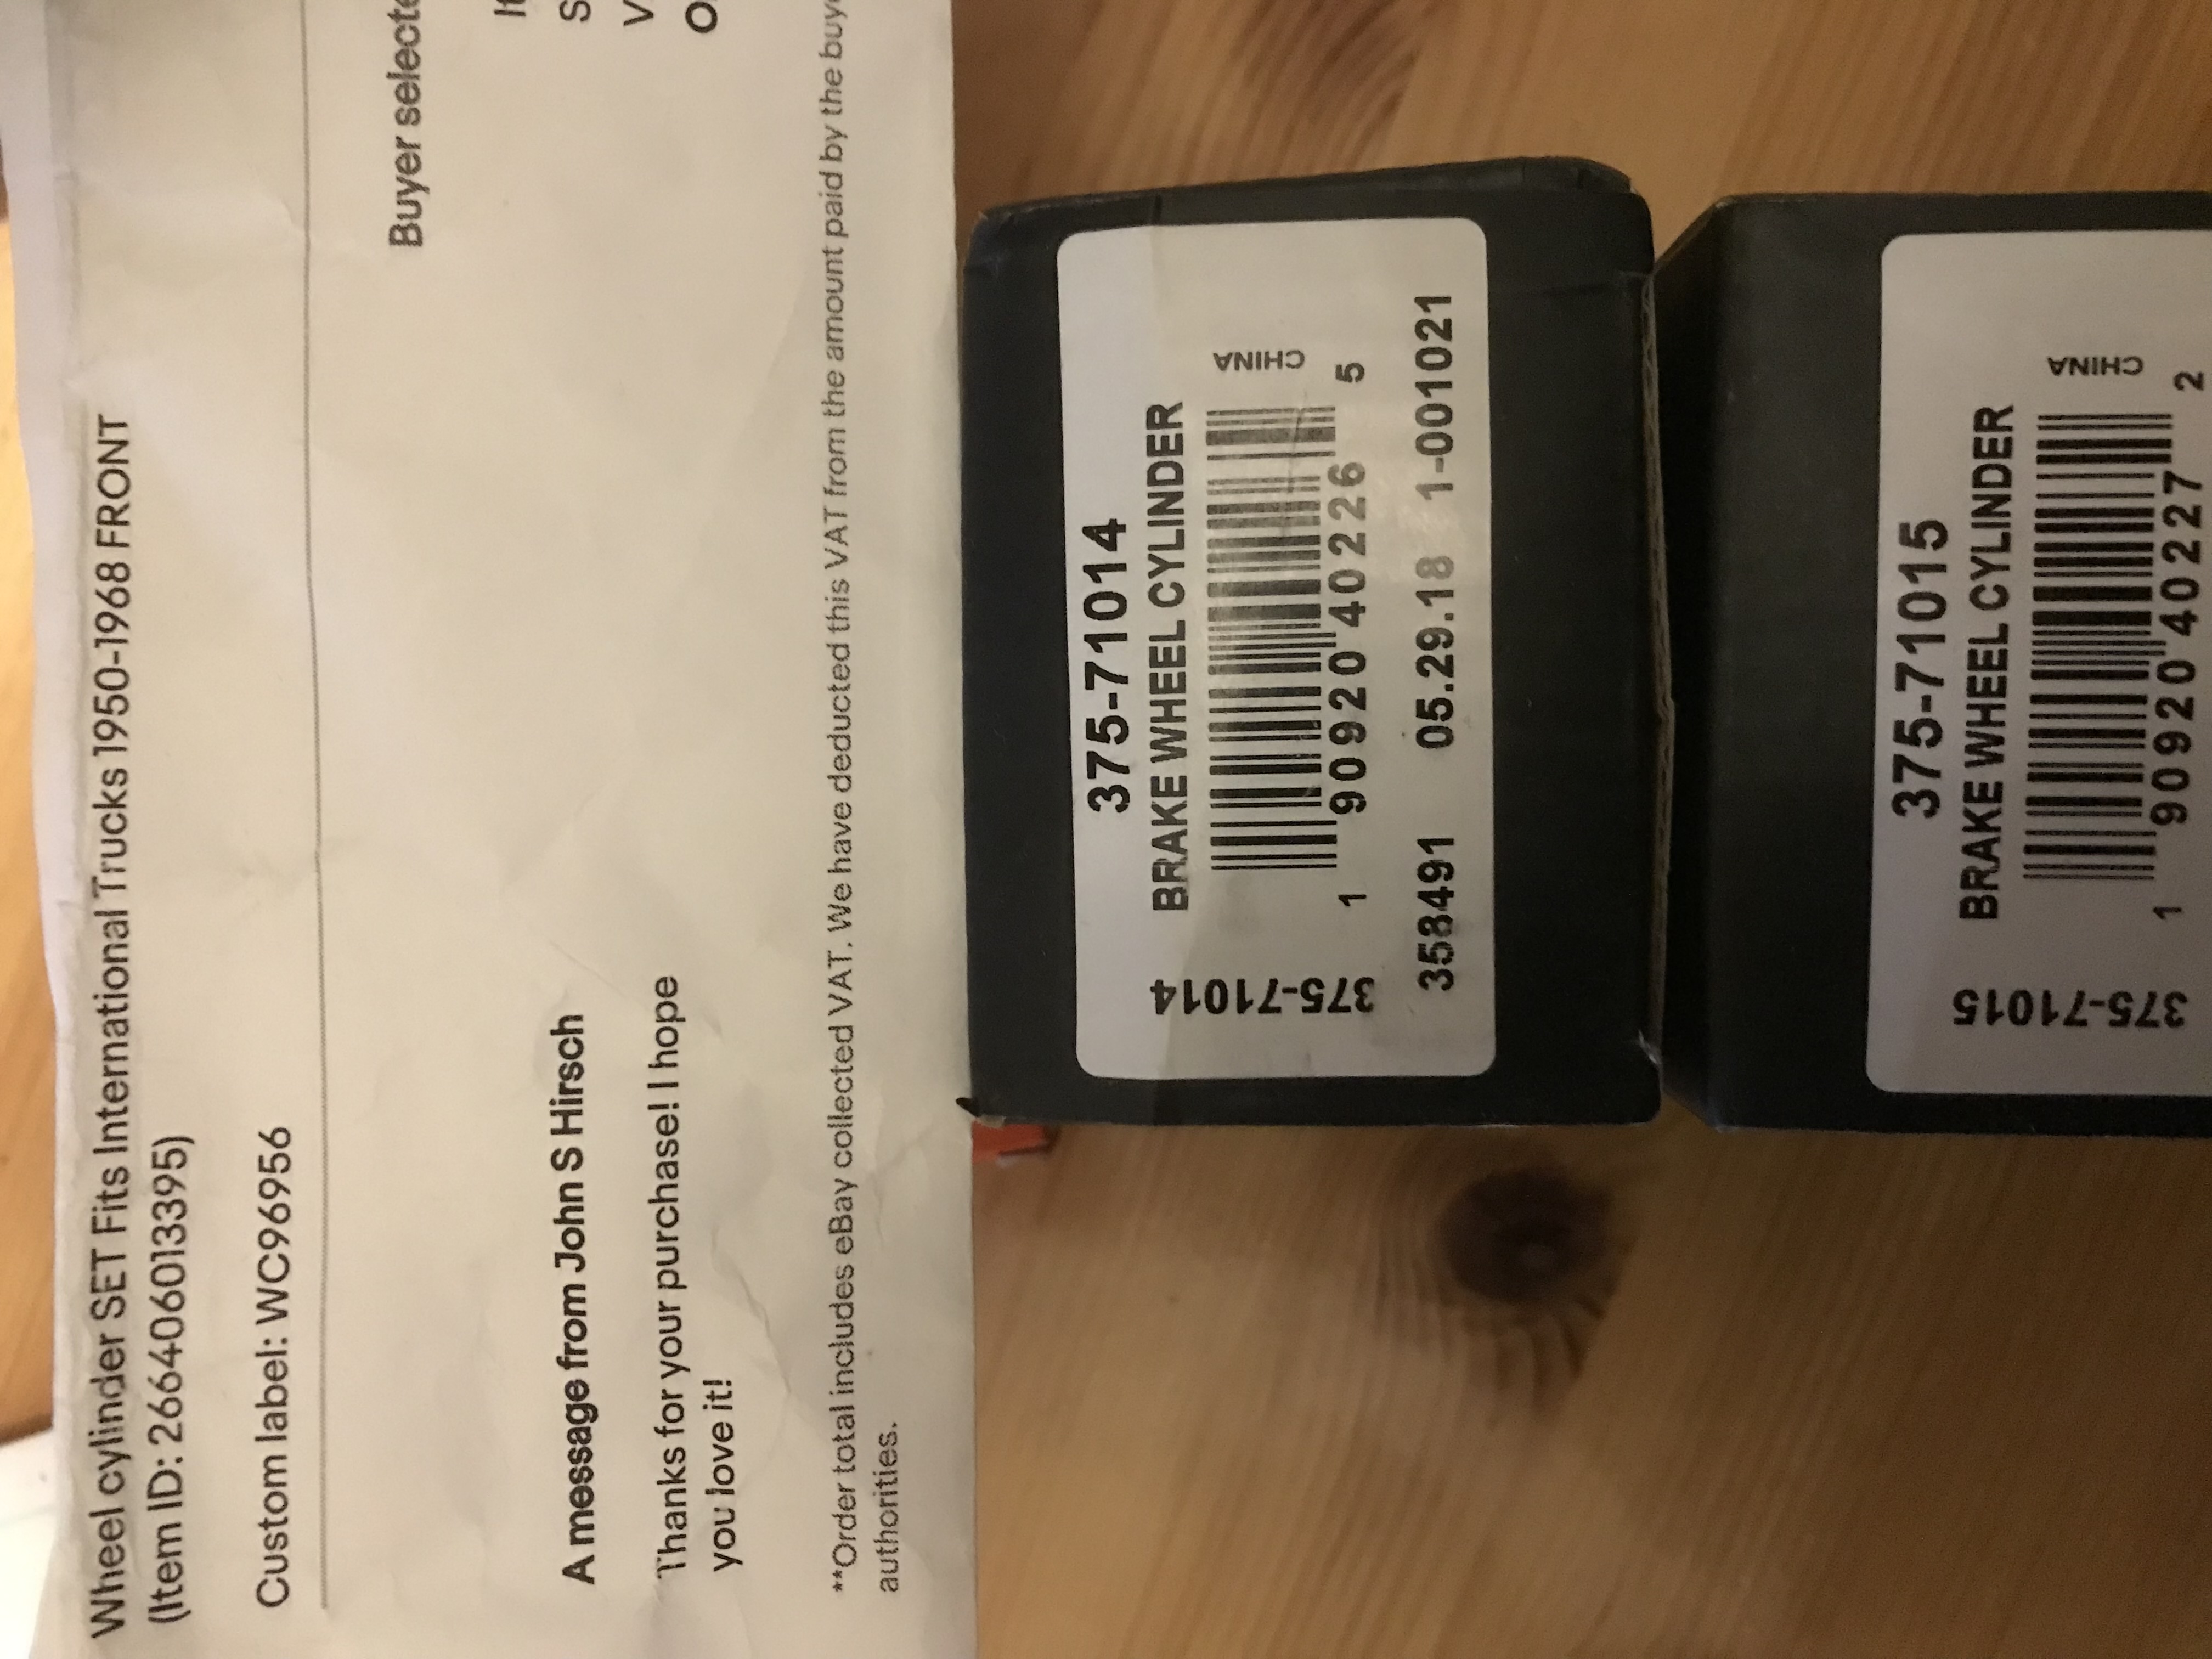 Wheel cylinder SET Fits International Trucks 1950-1968 FRONT
(Item ID: 266406013395)
Custom label: WC96956
Buyer
A message from John S Hirsch
Thanks for your purchase! I hope
you love it!
**Order total includes eBay collected VAT. We have deducted this VAT from the amount paid by the
authorities.
375-71014
BRAKE WHEEL CYLINDER
375-71014
CHINA
1 90920 40226 5
358491 05.29.18 1-001021
375-71015
BRAKE WHEEL CYLINDER
375-71015
CHINA
1 90920 40227 2